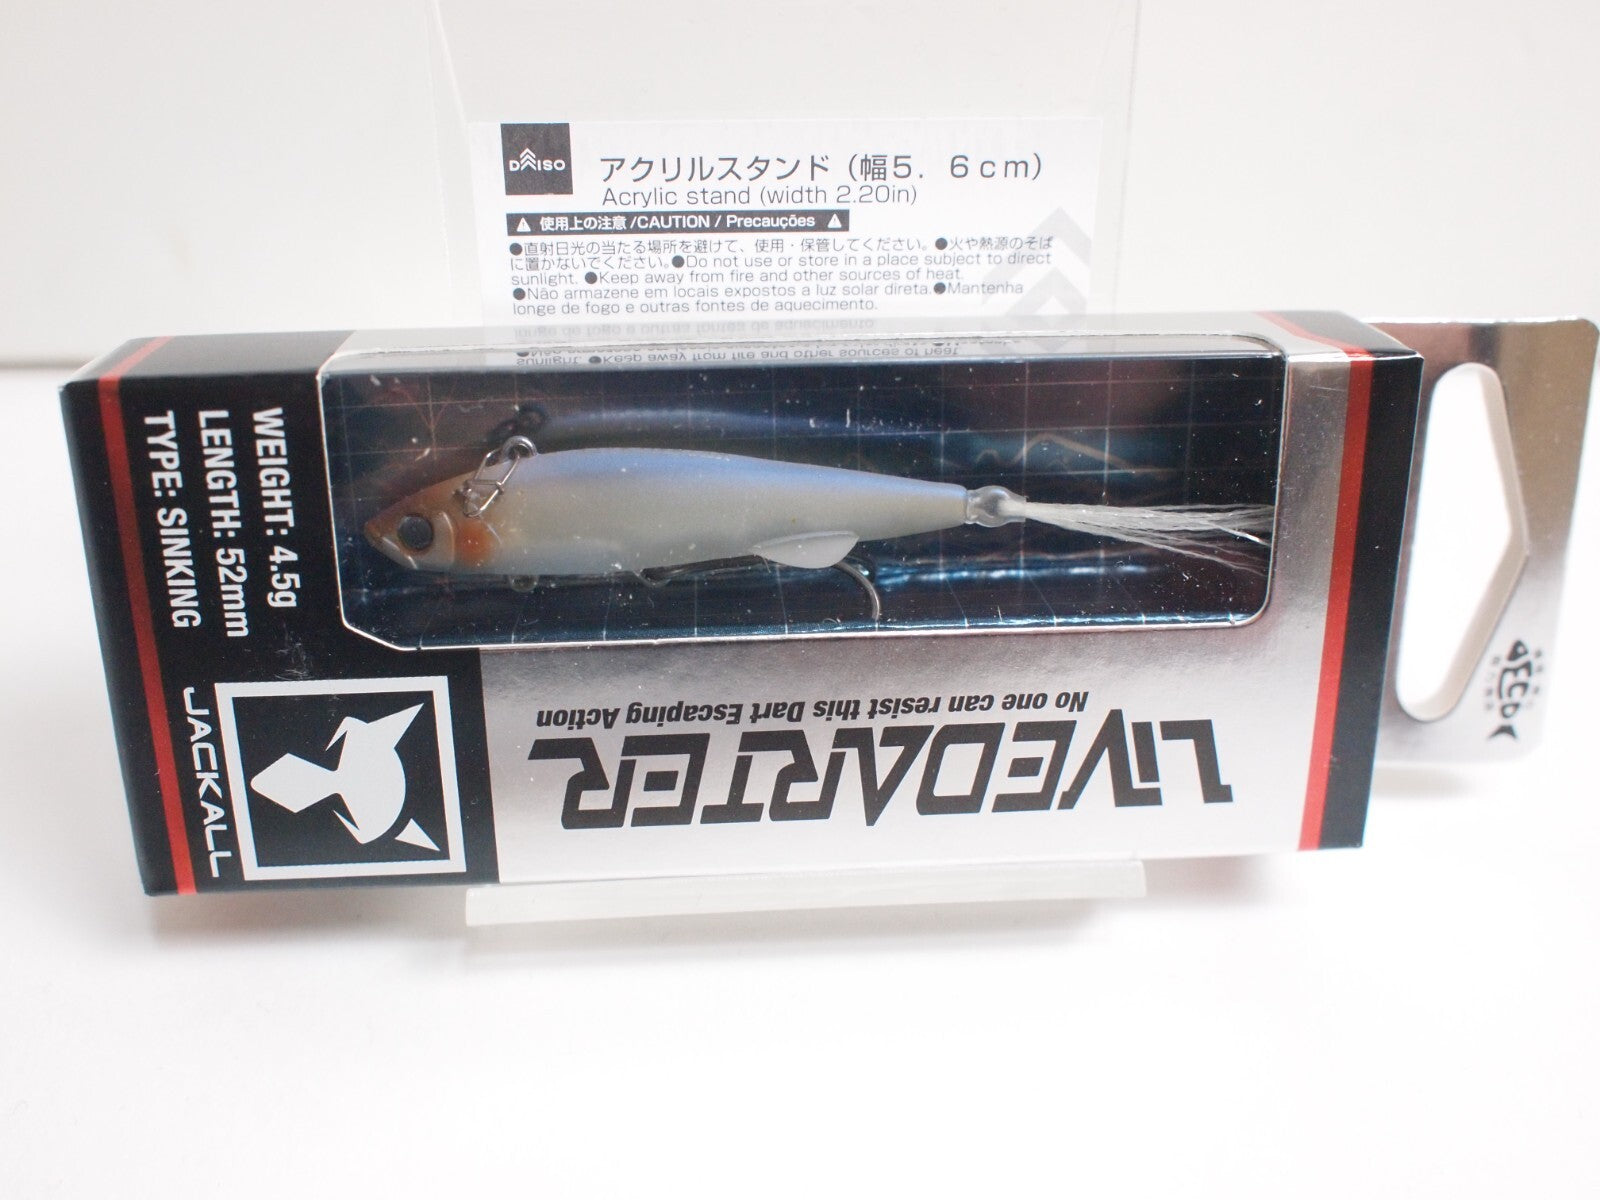 DAISO
アクリルスタンド（幅５．６ｃｍ）
Acrylic stand (width 2.20in)
使用上の注意 /CAUTION / Precauções
●直射日光の当たる場所を避けて、使用・保管してください。●火や熱源のそば
に置かないでください。●Do not use or store in a place subject to direct
sunlight. ●Keep away from fire and other sources of heat.
●Não armazene em locais expostos a luz solar direta.●Mantenha
longe de fogo e outras fontes de aquecimento.
WEIGHT: 4.5g
LENGTH: 52mm
TYPE: SINKING
JACKALL
LIVEDARTER
No one can resist this Dart Escaping Action